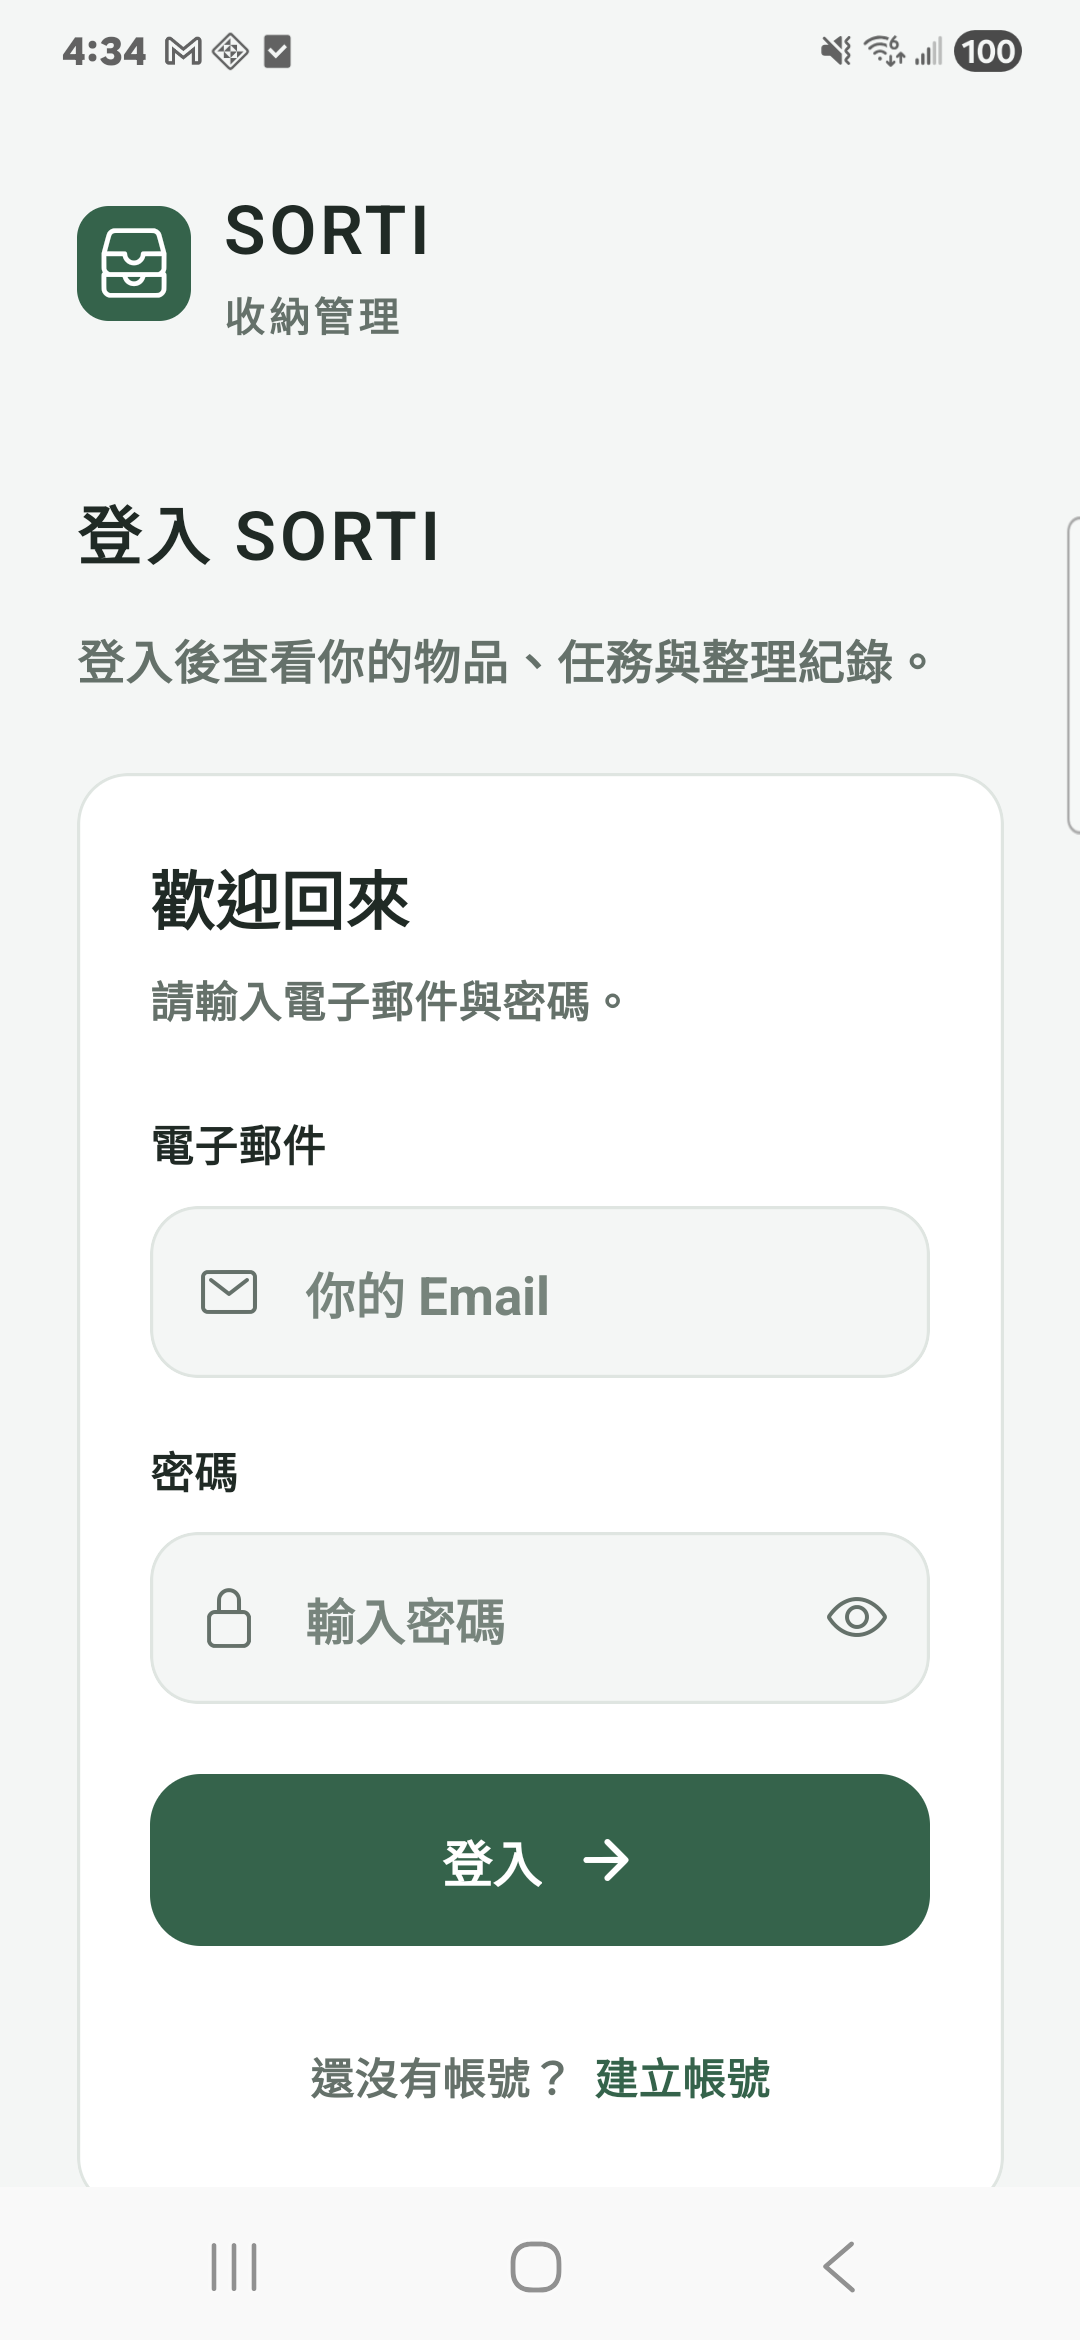 4:34
100
SORTI
收納管理
登入 SORTI
登入後查看你的物品、任務與整理紀錄。
歡迎回來
請輸入電子郵件與密碼。
電子郵件
你的 Email
密碼
輸入密碼
登入
還沒有帳號？ 建立帳號